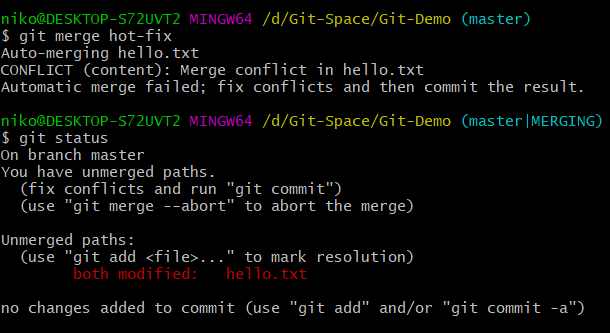 niko@DESKTOP-S72UVT2 MINGW64 /d/Git-Space/Git-Demo (master)
$ git merge hot-fix
Auto-merging hello.txt
CONFLICT (content): Merge conflict in hello.txt
Automatic merge failed; fix conflicts and then commit the result.

niko@DESKTOP-S72UVT2 MINGW64 /d/Git-Space/Git-Demo (master|MERGING)
$ git status
On branch master
You have unmerged paths.
  (fix conflicts and run "git commit")
  (use "git merge --abort" to abort the merge)

Unmerged paths:
  (use "git add <file>..." to mark resolution)
        both modified:   hello.txt

no changes added to commit (use "git add" and/or "git commit -a")